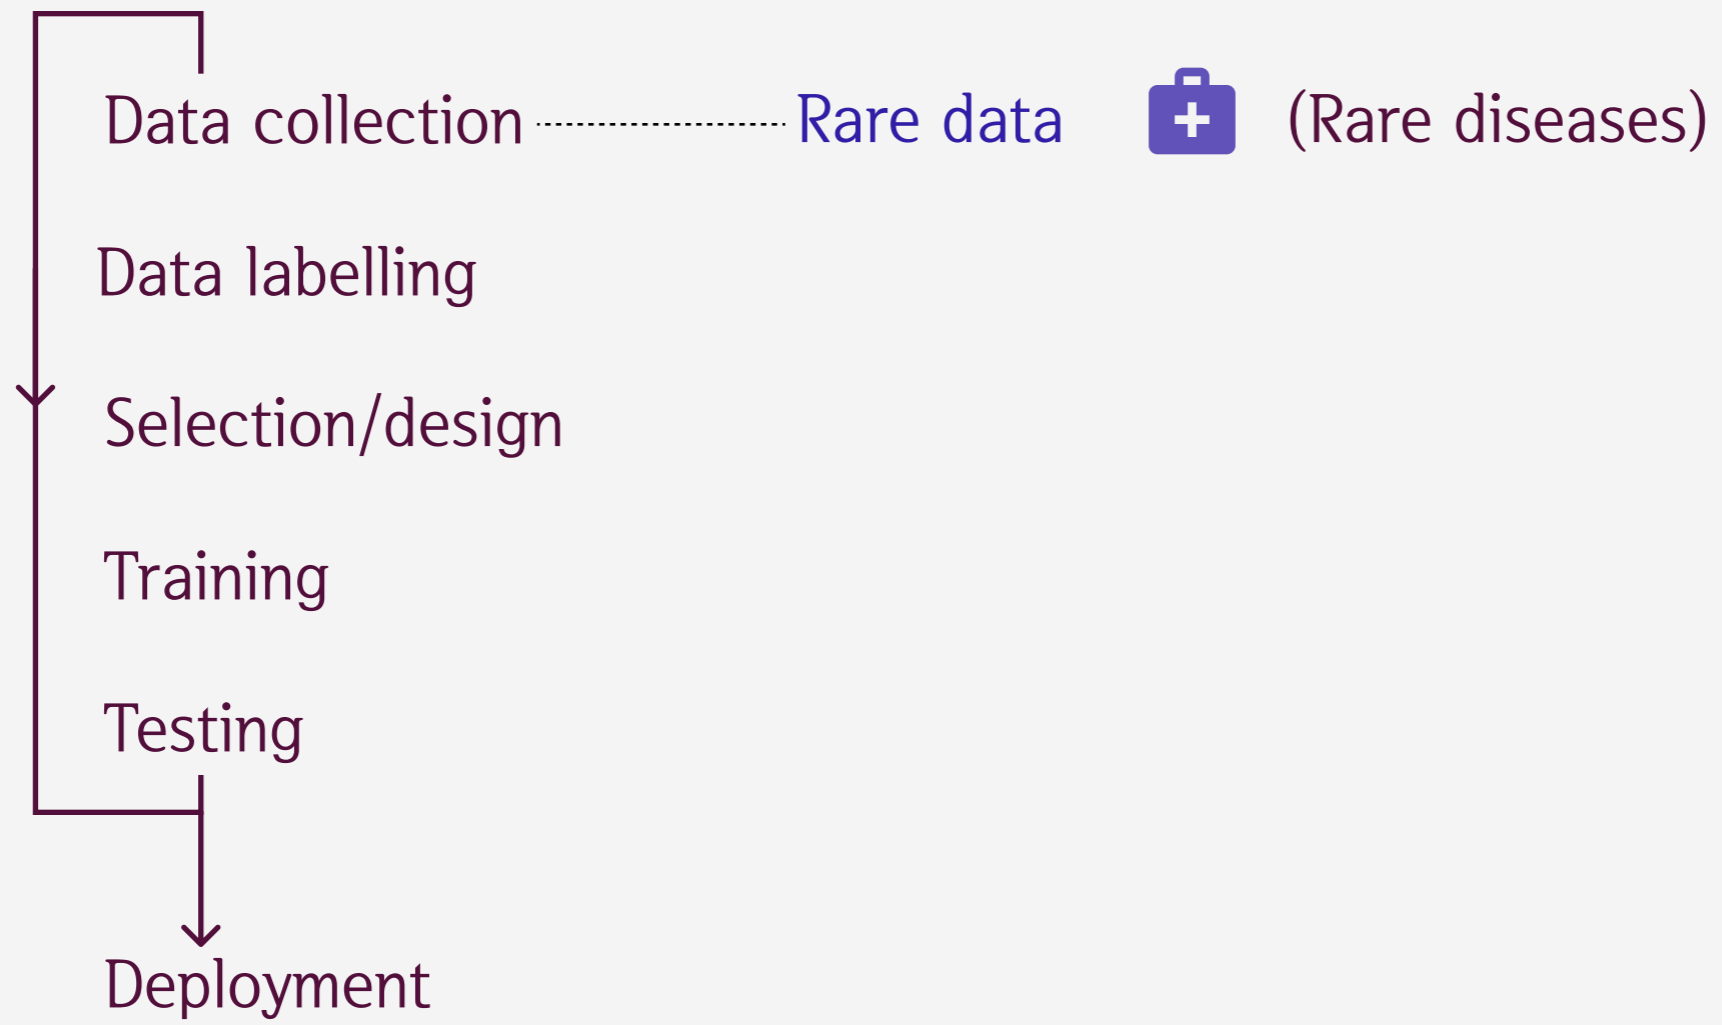 Data collection Rare data (Rare diseases)
Data labelling
Selection/design
Training
Testing
Deployment